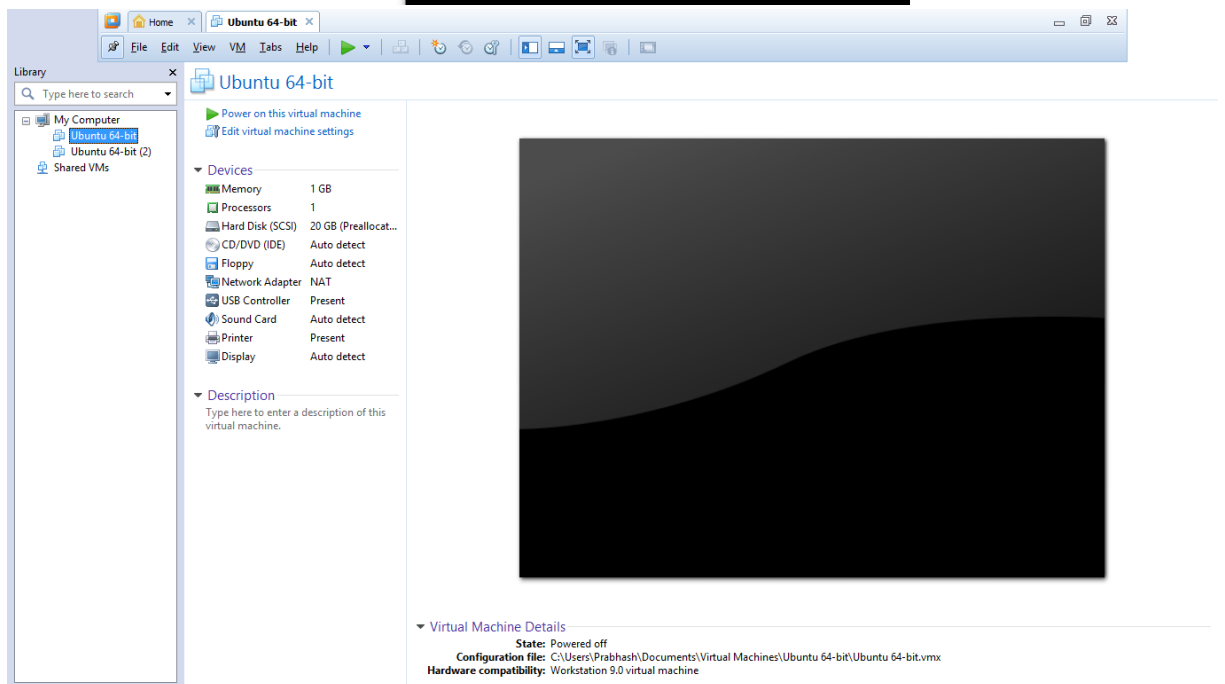 Home
Ubuntu 64-bit
File Edit View VM Tabs Help
Library
Type here to search
My Computer
Ubuntu 64-bit
Ubuntu 64-bit (2)
Shared VMs
Ubuntu 64-bit
Power on this virtual machine
Edit virtual machine settings
Devices
Memory 1 GB
Processors 1
Hard Disk (SCSI) 20 GB (Preallocat...
CD/DVD (IDE) Auto detect
Floppy Auto detect
Network Adapter NAT
USB Controller Present
Sound Card Auto detect
Printer Present
Display Auto detect
Description
Type here to enter a description of this
virtual machine.
Virtual Machine Details
State: Powered off
Configuration file: C:\Users\Prabhash\Documents\Virtual Machines\Ubuntu 64-bit\Ubuntu 64-bit.vmx
Hardware compatibility: Workstation 9.0 virtual machine